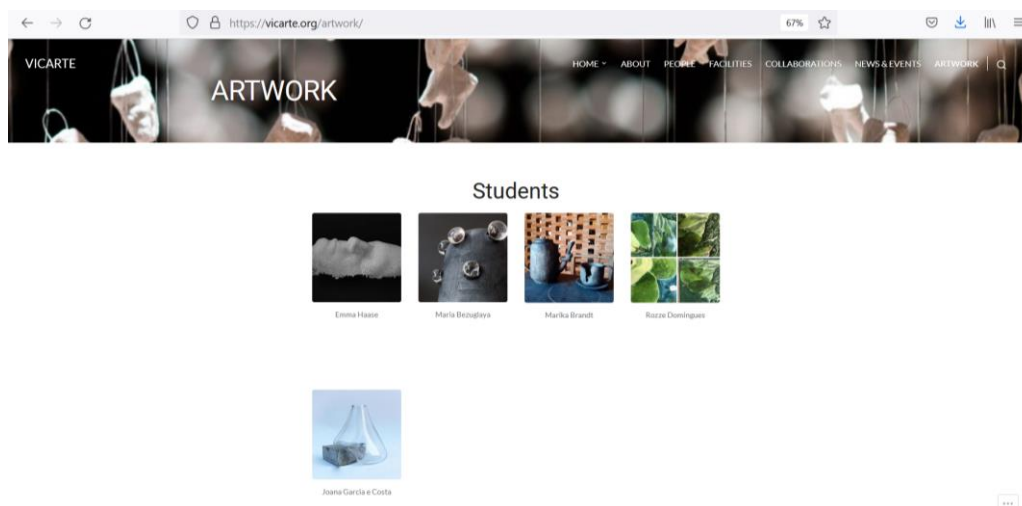 https://vicarte.org/artwork/
67%
VICARTE
HOME ABOUT PEOPLE FACILITIES COLLABORATIONS NEWS & EVENTS ARTWORK
ARTWORK
Students
Emma Haase
Maria Bezuglaya
Marika Brandt
Rozze Domingues
Joana Garcia e Costa